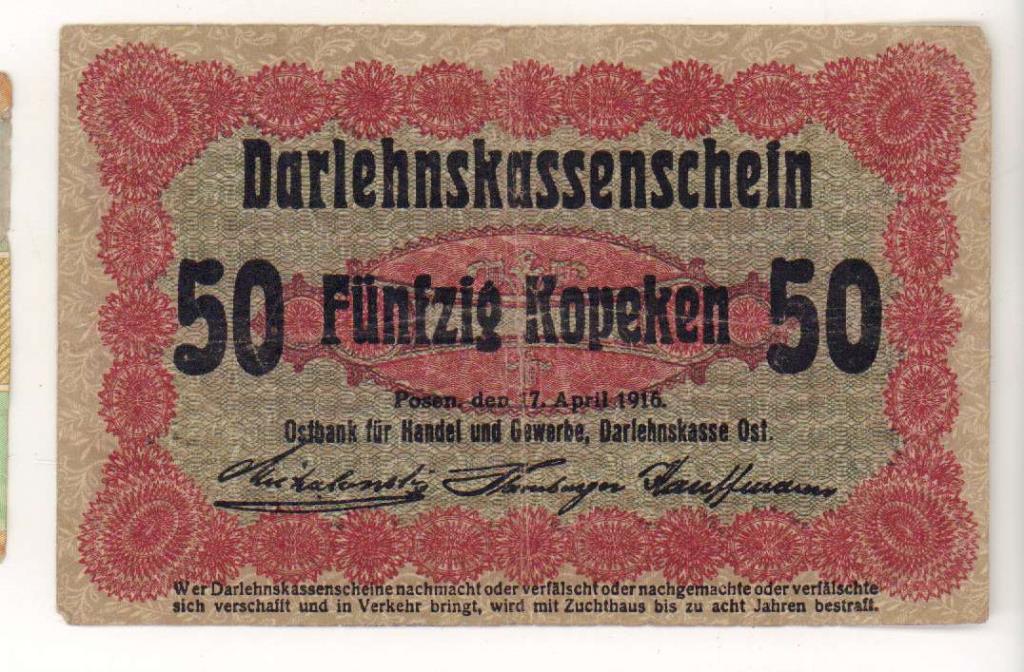 Darlehnskassenschein
50 Fünfzig Kopeken 50
Posen, den 17. April 1916.
Ostbank für Handel und Gewerbe, Darlehnskasse Ost.
Kauffmann
Wer Darlehnskassenscheine nachmacht oder verfälscht oder nachgemachte oder verfälschte
sich verschafft und in Verkehr bringt, wird mit Zuchthaus bis zu acht Jahren bestraft.